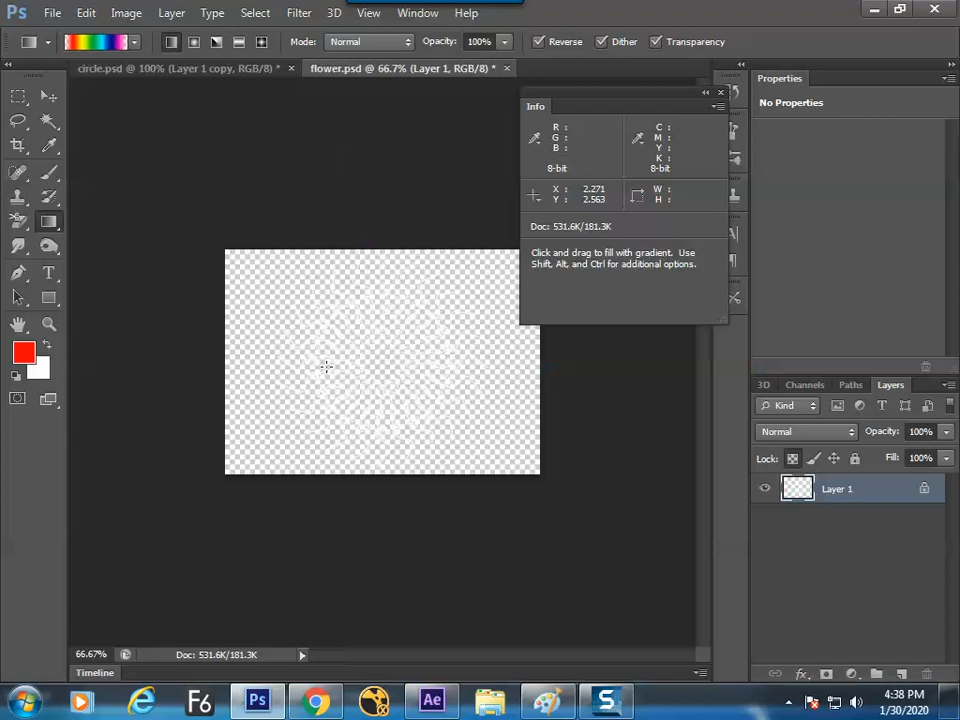 Ps File Edit Image Layer Type Select Filter 3D View Window Help
Mode: Normal Opacity: 100% Reverse Dither Transparency
circle.psd @ 100% (Layer 1 copy, RGB/8) * × flower.psd @ 66.7% (Layer 1, RGB/8) * ×
Properties
No Properties
Info
R :
G :
B :
8-bit
C :
M :
Y :
K :
8-bit
X : 2.271
Y : 2.563
W :
H :
Doc: 531.6K/181.3K
Click and drag to fill with gradient. Use
Shift, Alt, and Ctrl for additional options.
3D Channels Paths Layers
Kind
Normal Opacity: 100%
Lock: Fill: 100%
Layer 1
fx
66.67% Doc: 531.6K/181.3K
Timeline
F6 Ps Ae S
4:38 PM
1/30/2020